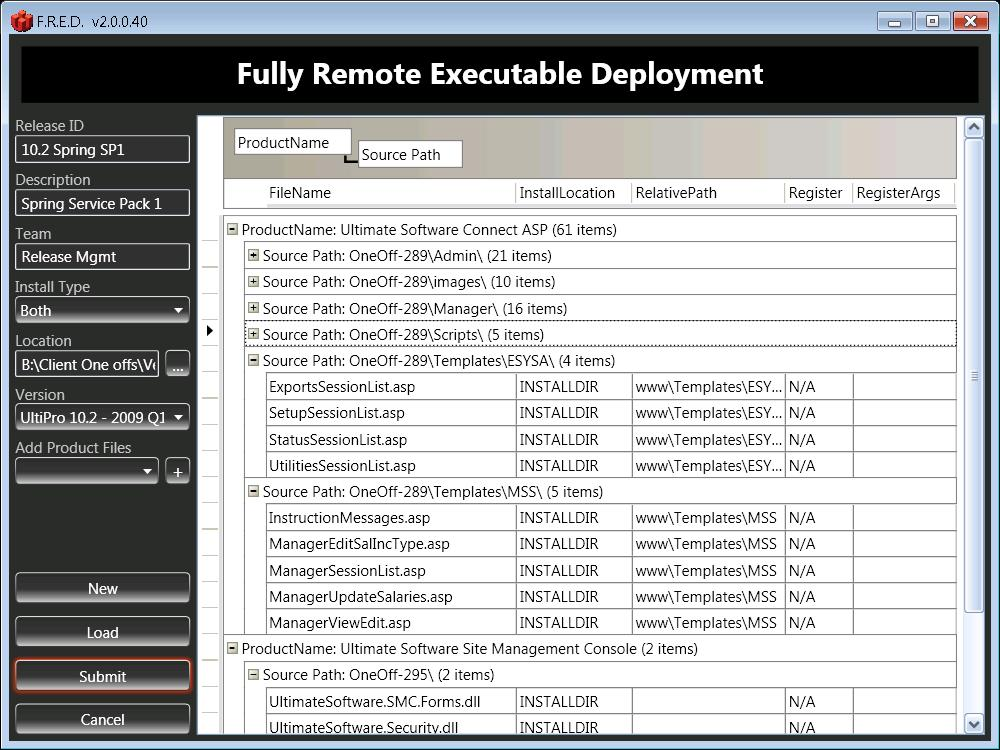 F.R.E.D. v2.0.0.40
Fully Remote Executable Deployment
Release ID
10.2 Spring SP1
Description
Spring Service Pack 1
Team
Release Mgmt
Install Type
Both
Location
B:\Client One offs\Ve
...
Version
UltiPro 10.2 - 2009 Q1
Add Product Files
+
New
Load
Submit
Cancel
ProductName
Source Path
FileName InstallLocation RelativePath Register RegisterArgs
ProductName: Ultimate Software Connect ASP (61 items)
Source Path: OneOff-289\Admin\ (21 items)
Source Path: OneOff-289\images\ (10 items)
Source Path: OneOff-289\Manager\ (16 items)
Source Path: OneOff-289\Scripts\ (5 items)
Source Path: OneOff-289\Templates\ESYSA\ (4 items)
ExportsSessionList.asp INSTALLDIR www\Templates\ESY... N/A
SetupSessionList.asp INSTALLDIR www\Templates\ESY... N/A
StatusSessionList.asp INSTALLDIR www\Templates\ESY... N/A
UtilitiesSessionList.asp INSTALLDIR www\Templates\ESY... N/A
Source Path: OneOff-289\Templates\MSS\ (5 items)
InstructionMessages.asp INSTALLDIR www\Templates\MSS N/A
ManagerEditSalIncType.asp INSTALLDIR www\Templates\MSS N/A
ManagerSessionList.asp INSTALLDIR www\Templates\MSS N/A
ManagerUpdateSalaries.asp INSTALLDIR www\Templates\MSS N/A
ManagerViewEdit.asp INSTALLDIR www\Templates\MSS N/A
ProductName: Ultimate Software Site Management Console (2 items)
Source Path: OneOff-295\ (2 items)
UltimateSoftware.SMC.Forms.dll INSTALLDIR N/A
UltimateSoftware.Security.dll INSTALLDIR N/A